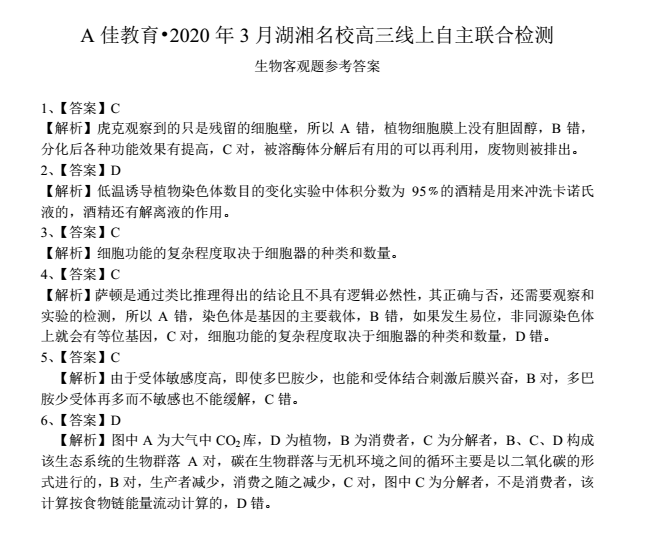 A 佳教育•2020 年 3 月湖湘名校高三线上自主联合检测
生物客观题参考答案
1、【答案】C
【解析】虎克观察到的只是残留的细胞壁，所以 A 错，植物细胞膜上没有胆固醇，B 错，
分化后各种功能效果有提高，C 对，被溶酶体分解后有用的可以再利用，废物则被排出。
2、【答案】D
【解析】低温诱导植物染色体数目的变化实验中体积分数为 95%的酒精是用来冲洗卡诺氏
液的，酒精还有解离液的作用。
3、【答案】C
【解析】细胞功能的复杂程度取决于细胞器的种类和数量。
4、【答案】C
【解析】萨顿是通过类比推理得出的结论且不具有逻辑必然性，其正确与否，还需要观察和
实验的检测，所以 A 错，染色体是基因的主要载体，B 错，如果发生易位，非同源染色体
上就会有等位基因，C 对，细胞功能的复杂程度取决于细胞器的种类和数量，D 错。
5、【答案】C
【解析】由于受体敏感度高，即使多巴胺少，也能和受体结合刺激后膜兴奋，B 对，多巴
胺少受体再多而不敏感也不能缓解，C 错。
6、【答案】D
【解析】图中 A 为大气中 CO₂库，D 为植物，B 为消费者，C 为分解者，B、C、D 构成
该生态系统的生物群落 A 对，碳在生物群落与无机环境之间的循环主要是以二氧化碳的形
式进行的，B 对，生产者减少，消费之随之减少，C 对，图中 C 为分解者，不是消费者，该
计算按食物链能量流动计算的，D 错。